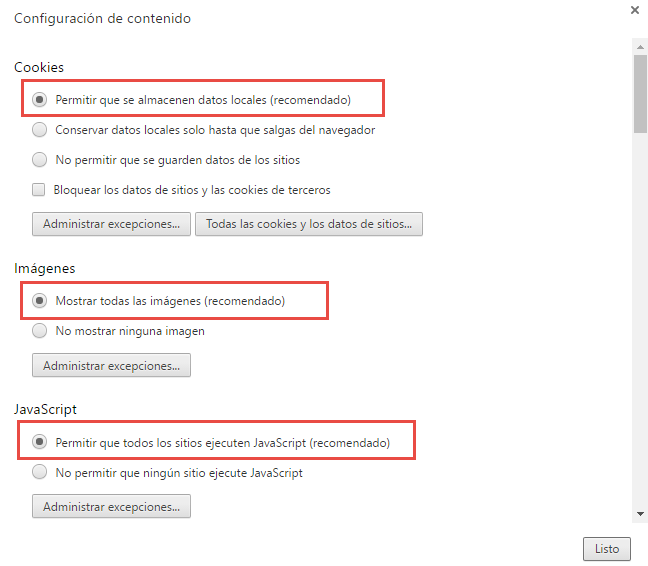 Configuración de contenido
Cookies
Permitir que se almacenen datos locales (recomendado)
Conservar datos locales solo hasta que salgas del navegador
No permitir que se guarden datos de los sitios
Bloquear los datos de sitios y las cookies de terceros
Administrar excepciones... Todas las cookies y los datos de sitios...
Imágenes
Mostrar todas las imágenes (recomendado)
No mostrar ninguna imagen
Administrar excepciones...
JavaScript
Permitir que todos los sitios ejecuten JavaScript (recomendado)
No permitir que ningún sitio ejecute JavaScript
Administrar excepciones...
Listo